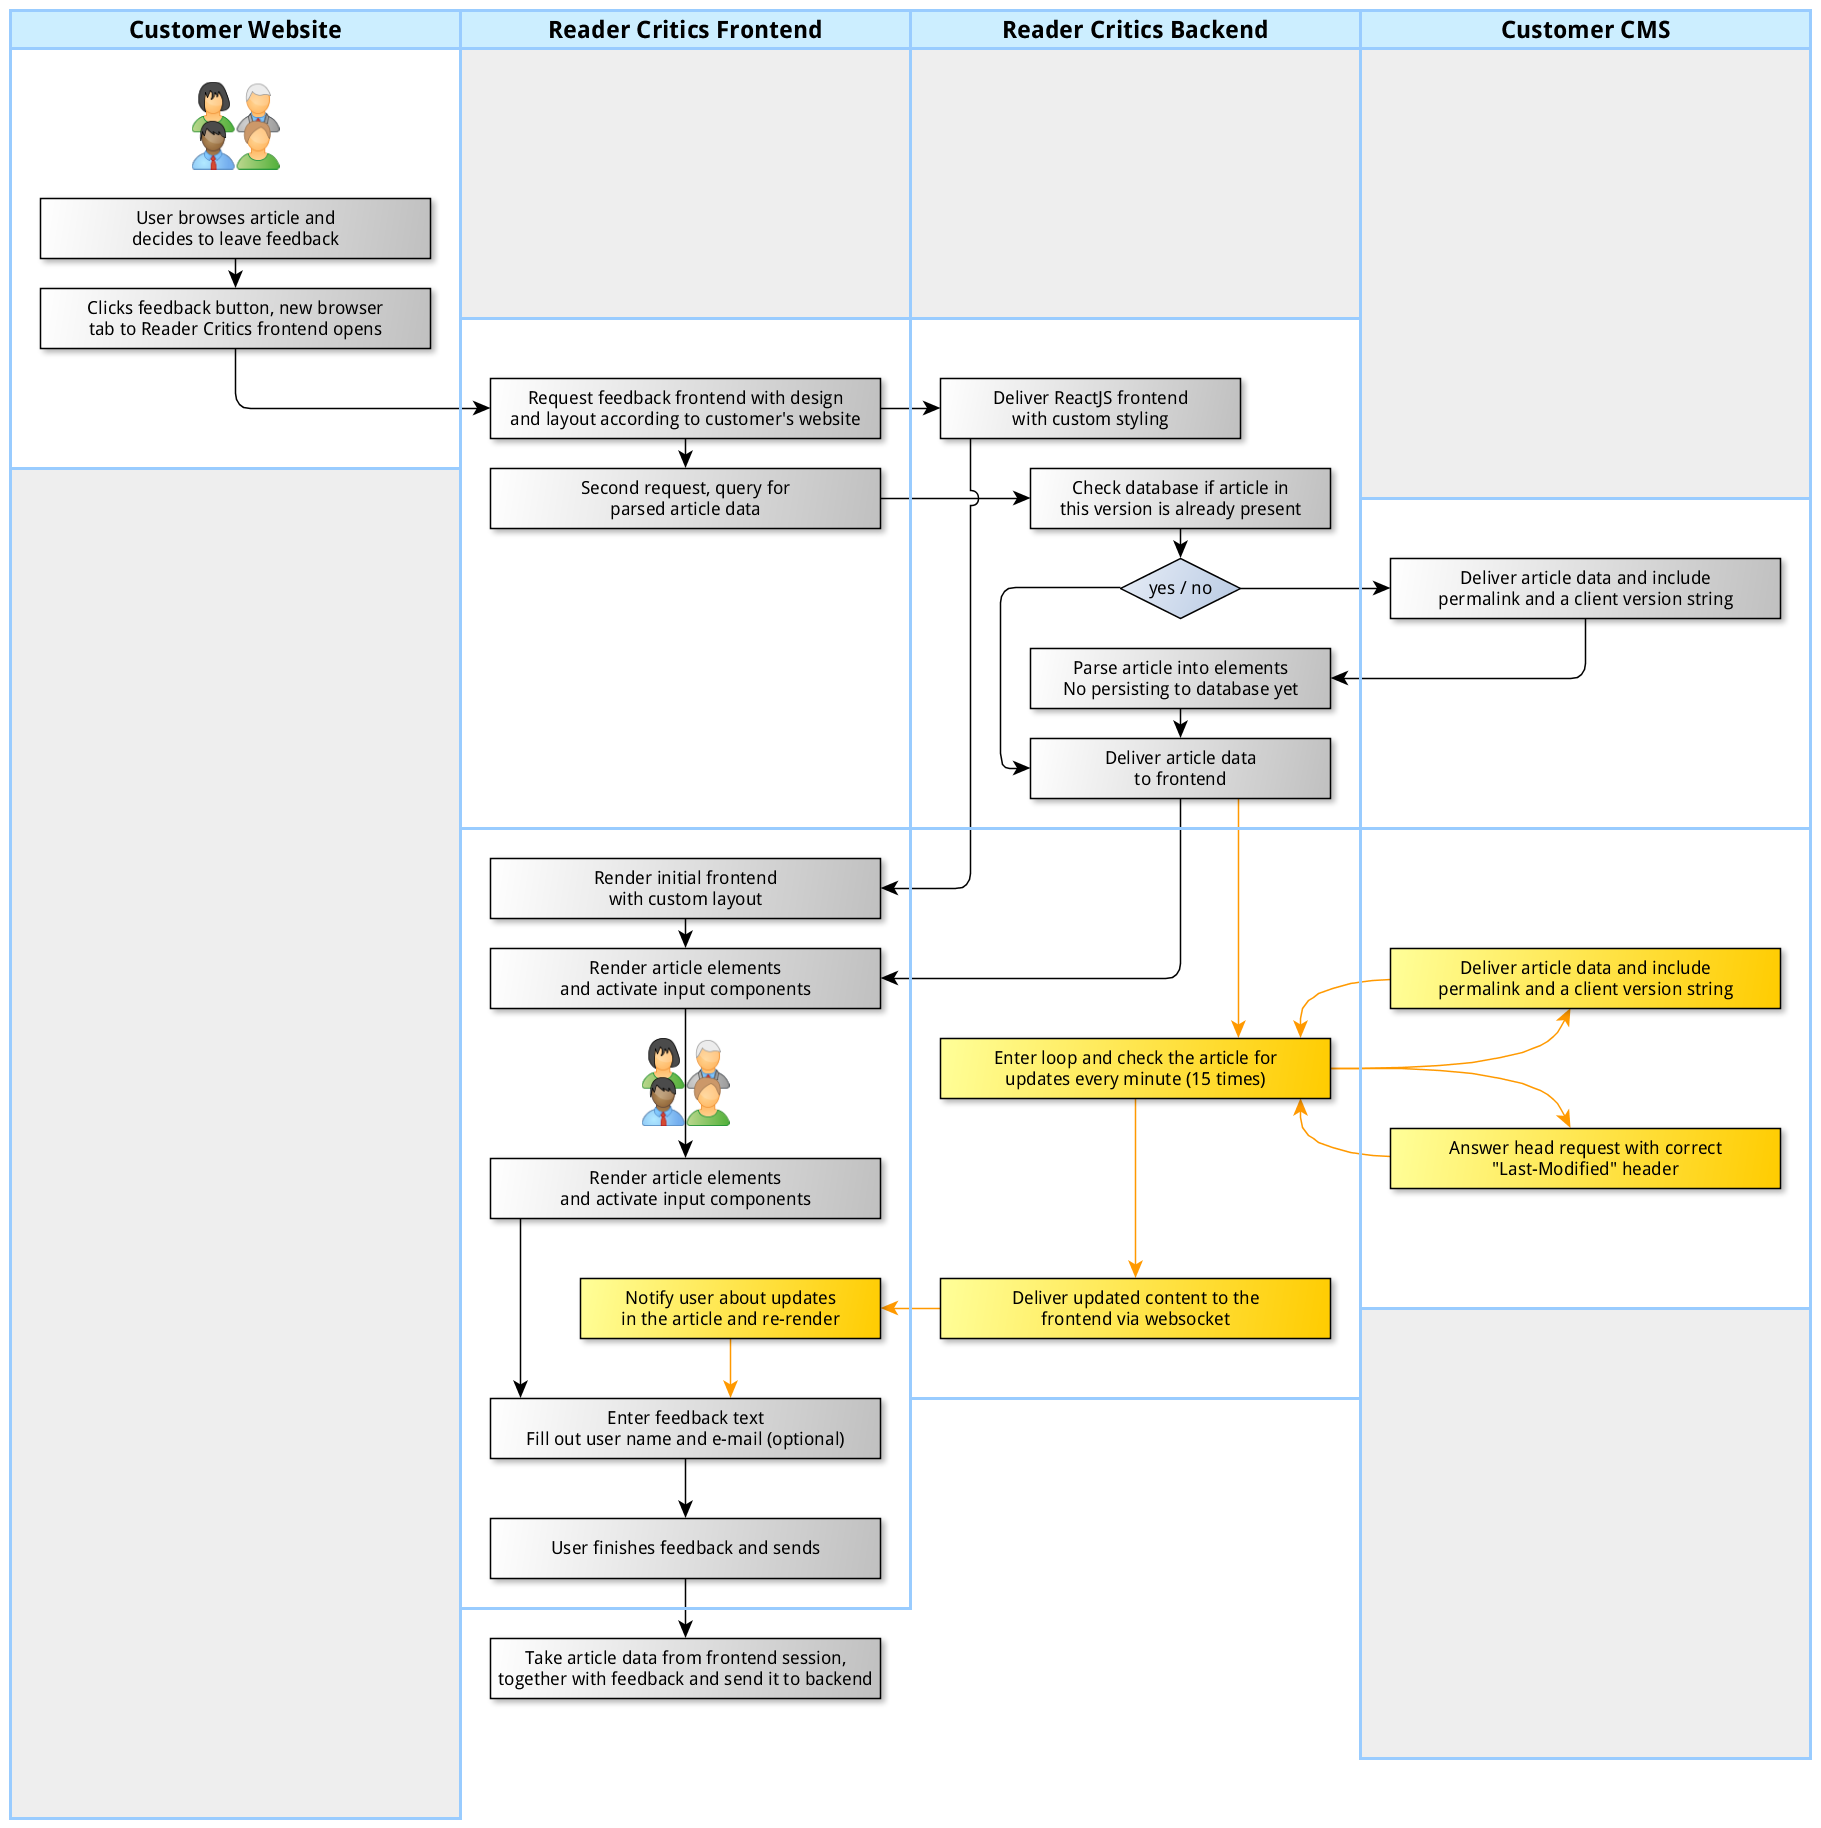 Customer Website
Reader Critics Frontend
Reader Critics Backend
Customer CMS
User browses article and
decides to leave feedback
Clicks feedback button, new browser
tab to Reader Critics frontend opens
Request feedback frontend with design
and layout according to customer's website
Deliver ReactJS frontend
with custom styling
Second request, query for
parsed article data
Check database if article in
this version is already present
yes / no
Deliver article data and include
permalink and a client version string
Parse article into elements
No persisting to database yet
Deliver article data
to frontend
Render initial frontend
with custom layout
Render article elements
and activate input components
Deliver article data and include
permalink and a client version string
Enter loop and check the article for
updates every minute (15 times)
Answer head request with correct
"Last-Modified" header
Render article elements
and activate input components
Notify user about updates
in the article and re-render
Deliver updated content to the
frontend via websocket
Enter feedback text
Fill out user name and e-mail (optional)
User finishes feedback and sends
Take article data from frontend session,
together with feedback and send it to backend